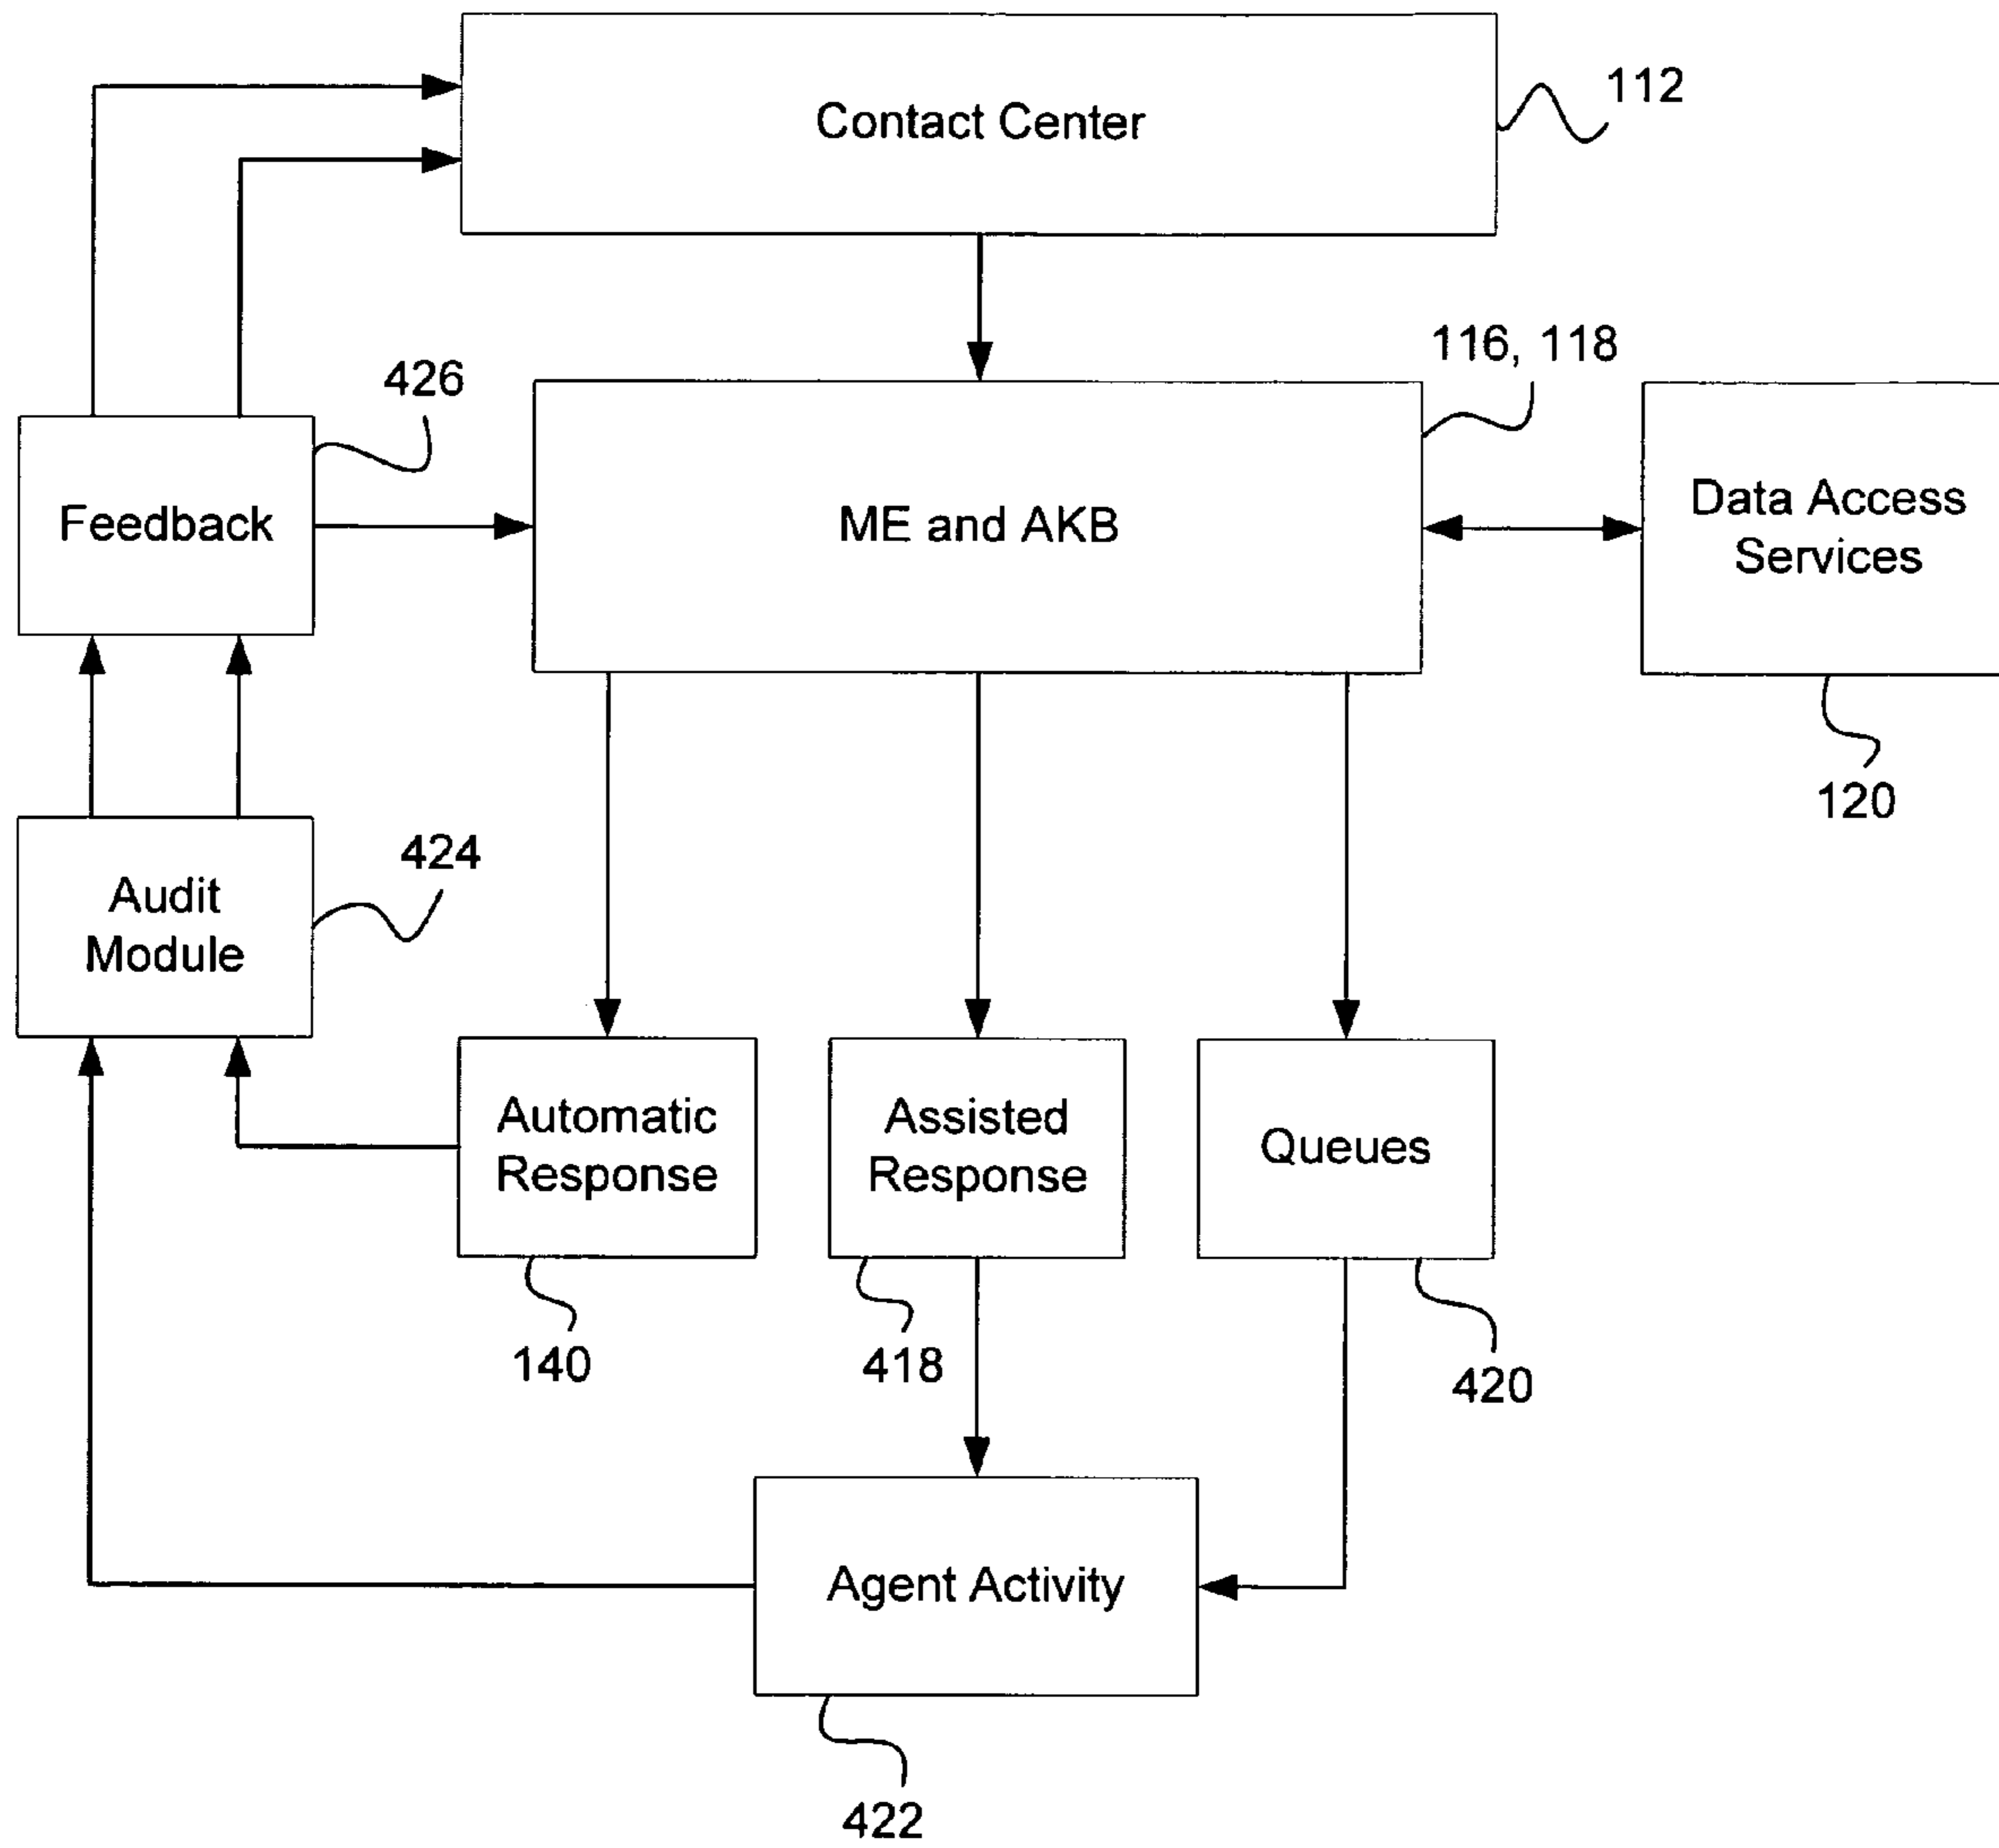 Contact Center
112
426
116, 118
Feedback
ME and AKB
Data Access
Services
120
424
Audit
Module
Automatic
Response
Assisted
Response
Queues
140
418
420
Agent Activity
422